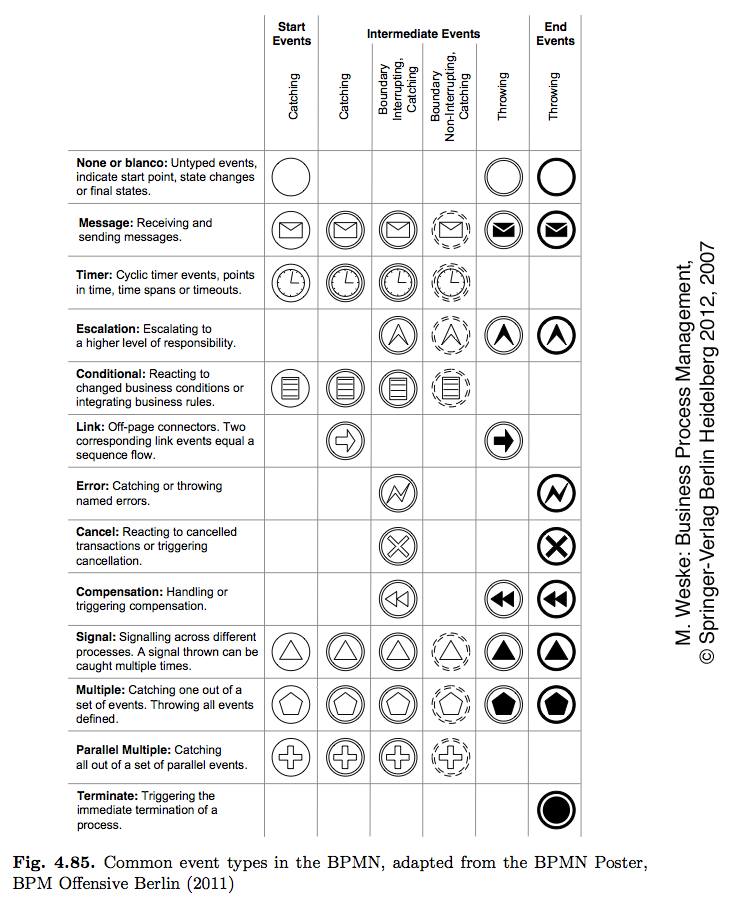 Start
Events
Intermediate Events
End
Events
Catching
Catching
Boundary
Interrupting,
Catching
Boundary
Non-Interrupting,
Catching
Throwing
Throwing
None or blanco: Untyped events,
indicate start point, state changes
or final states.
Message: Receiving and
sending messages.
Timer: Cyclic timer events, points
in time, time spans or timeouts.
Escalation: Escalating to
a higher level of responsibility.
Conditional: Reacting to
changed business conditions or
integrating business rules.
Link: Off-page connectors. Two
corresponding link events equal a
sequence flow.
Error: Catching or throwing
named errors.
Cancel: Reacting to cancelled
transactions or triggering
cancellation.
Compensation: Handling or
triggering compensation.
Signal: Signalling across different
processes. A signal thrown can be
caught multiple times.
Multiple: Catching one out of a
set of events. Throwing all events
defined.
Parallel Multiple: Catching
all out of a set of parallel events.
Terminate: Triggering the
immediate termination of a
process.
M. Weske: Business Process Management,
© Springer-Verlag Berlin Heidelberg 2012, 2007
Fig. 4.85. Common event types in the BPMN, adapted from the BPMN Poster,
BPM Offensive Berlin (2011)